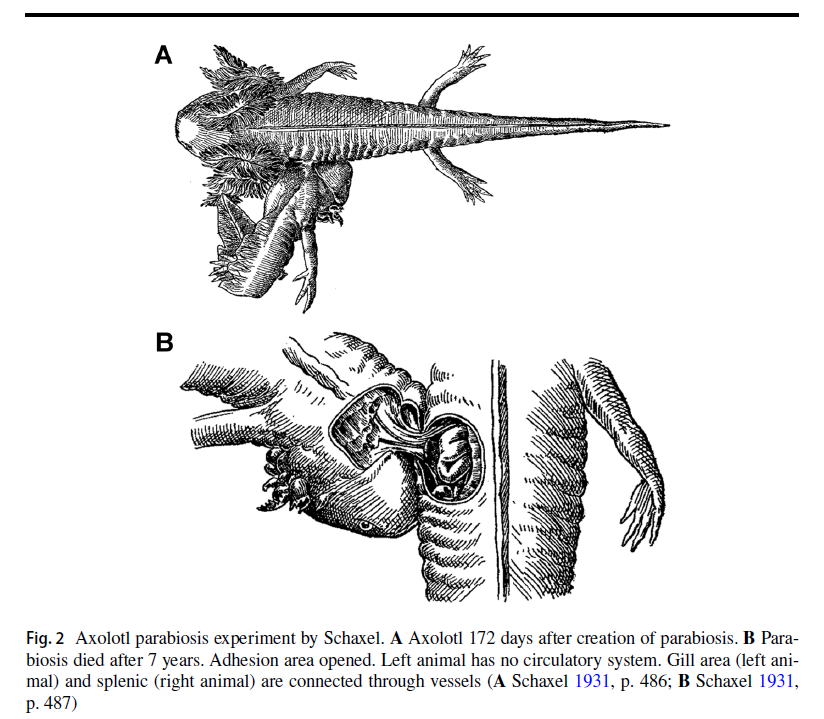 A
B
Fig. 2 Axolotl parabiosis experiment by Schaxel. A Axolotl 172 days after creation of parabiosis. B Para-
biosis died after 7 years. Adhesion area opened. Left animal has no circulatory system. Gill area (left ani-
mal) and splenic (right animal) are connected through vessels (A Schaxel 1931, p. 486; B Schaxel 1931,
p. 487)